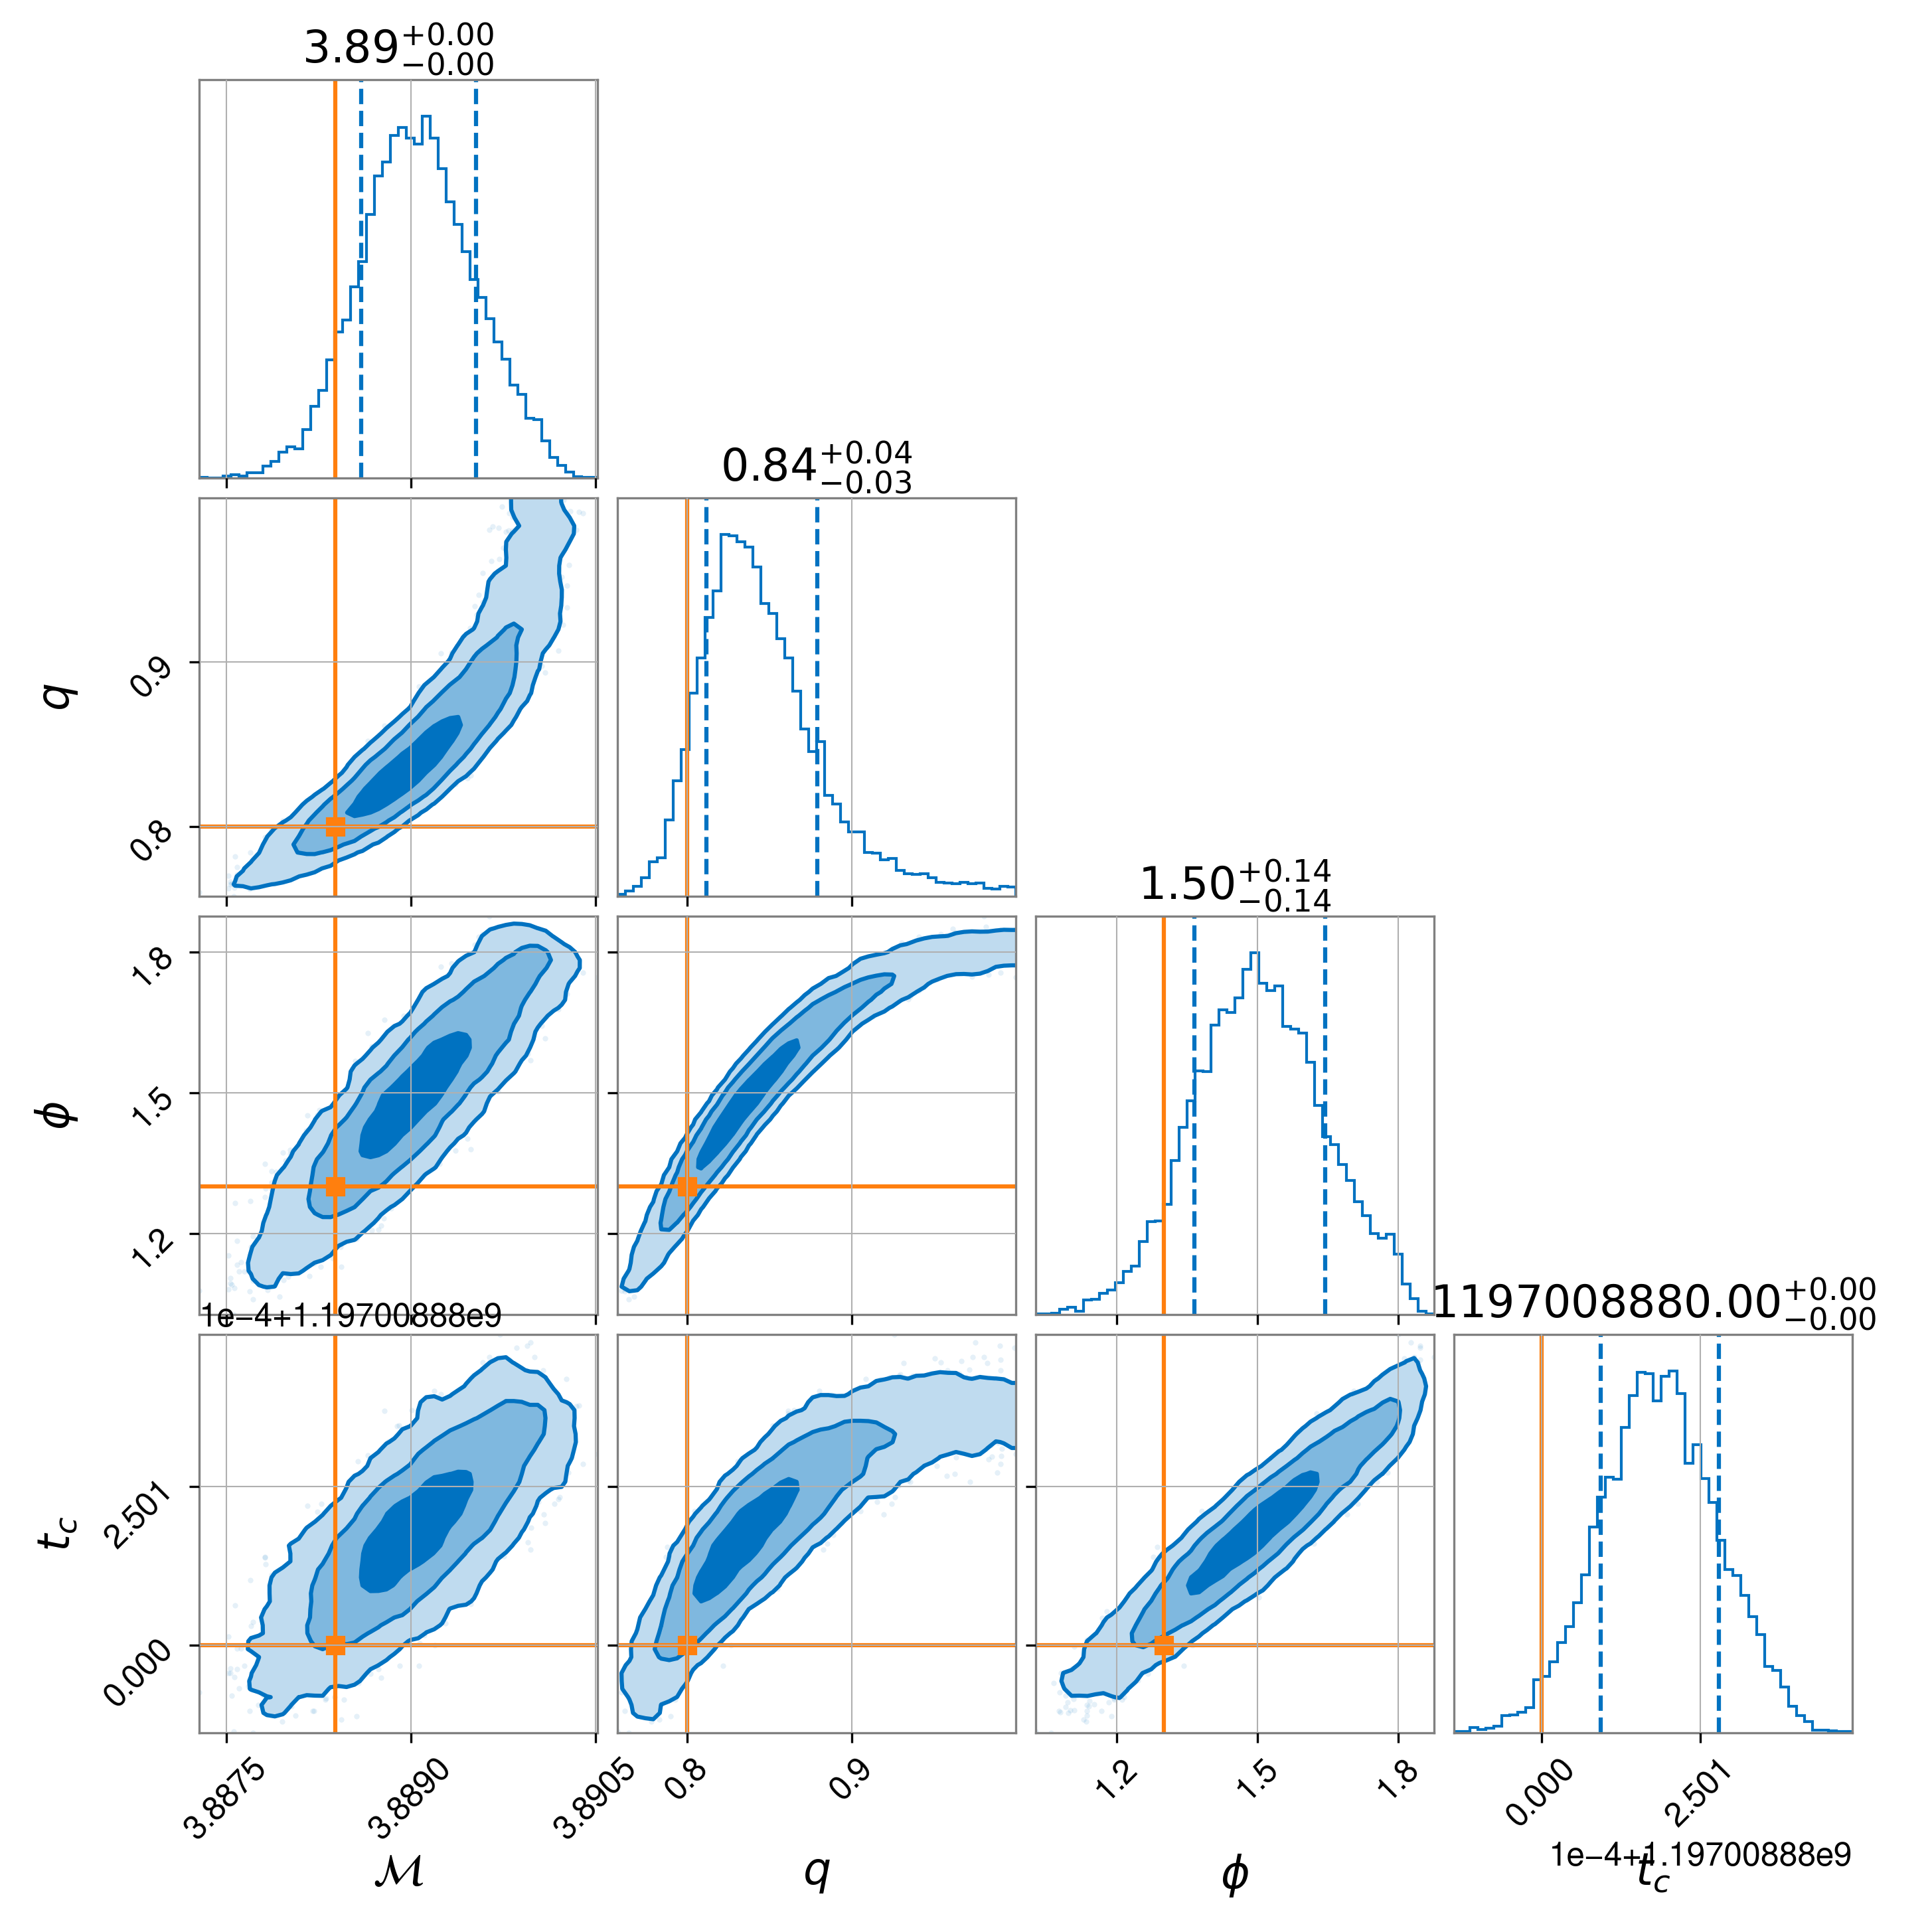 3.89+0.00−0.00
0.84+0.04−0.03
q
0.9
0.8
1.50+0.14−0.14
ϕ
1.8
1.5
1.2
1197008880.00+0.00−0.00
1e−4+1.19700888e9
t_c
2.501
0.000
3.8875 3.8890 3.8905 0.8 0.9 1.2 1.5 1.8 0.000 2.501
1e−4+1.19700888e9
ℳ q ϕ t_c